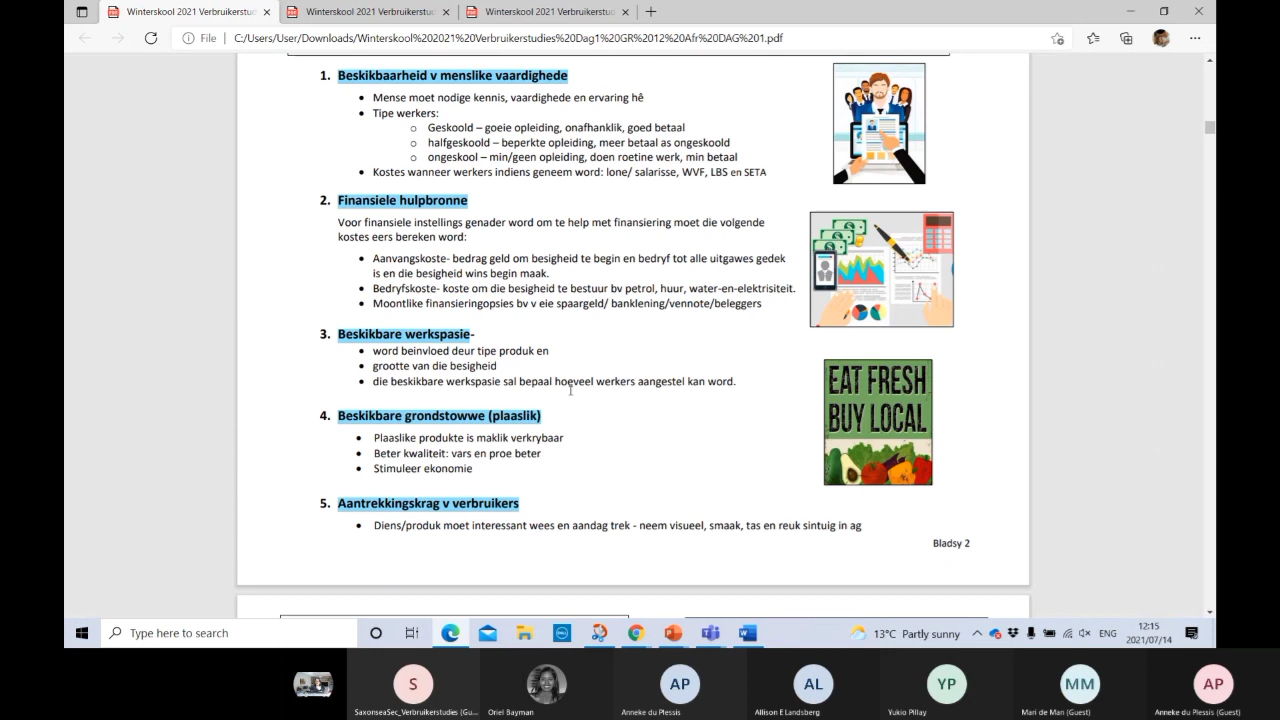 Winterskool 2021 Verbruikerstuc
Winterskool 2021 Verbruikerstuc
Winterskool 2021 Verbruikerstuc
File
C:/Users/User/Downloads/Winterskool%202021%20Verbruikerstudies%20Dag1%20GR%2012%20Afr%20DAG%201.pdf
1. Beskikbaarheid v menslike vaardighede
• Mense moet nodige kennis, vaardighede en ervaring hê
• Tipe werkers:
o Geskoold – goeie opleiding, onafhanklik, goed betaal
o halfgeskoold – beperkte opleiding, meer betaal as ongeskoold
o ongeskool – min/geen opleiding, doen roetine werk, min betaal
• Kostes wanneer werkers indiens geneem word: lone/ salarisse, WVF, LBS en SETA
2. Finansiele hulpbronne
Voor finansiele instellings genader word om te help met finansiering moet die volgende
kostes eers bereken word:
• Aanvangskoste- bedrag geld om besigheid te begin en bedryf tot alle uitgawes gedek
is en die besigheid wins begin maak.
• Bedryfskoste- koste om die besigheid te bestuur bv petrol, huur, water-en-elektrisiteit.
• Moontlike finansieringopsies bv v eie spaargeld/ banklening/vennote/beleggers
3. Beskikbare werkspasie-
• word beinvloed deur tipe produk en
• grootte van die besigheid
• die beskikbare werkspasie sal bepaal hoeveel werkers aangestel kan word.
EAT FRESH
BUY LOCAL
4. Beskikbare grondstowwe (plaaslik)
• Plaaslike produkte is maklik verkrybaar
• Beter kwaliteit: vars en proe beter
• Stimuleer ekonomie
5. Aantrekkingskrag v verbruikers
• Diens/produk moet interessant wees en aandag trek - neem visueel, smaak, tas en reuk sintuig in ag
Bladsy 2
Type here to search
DELL
13°C Partly sunny
ENG
12:15
2021/07/14
S
AP
AL
YP
MM
AP
SaxonseaSec_Verbruikerstudies (Gu...
Oriel Bayman
Anneke du Plessis
Allison E Landsberg
Yukio Pillay
Mari de Man (Guest)
Anneke du Plessis (Guest)